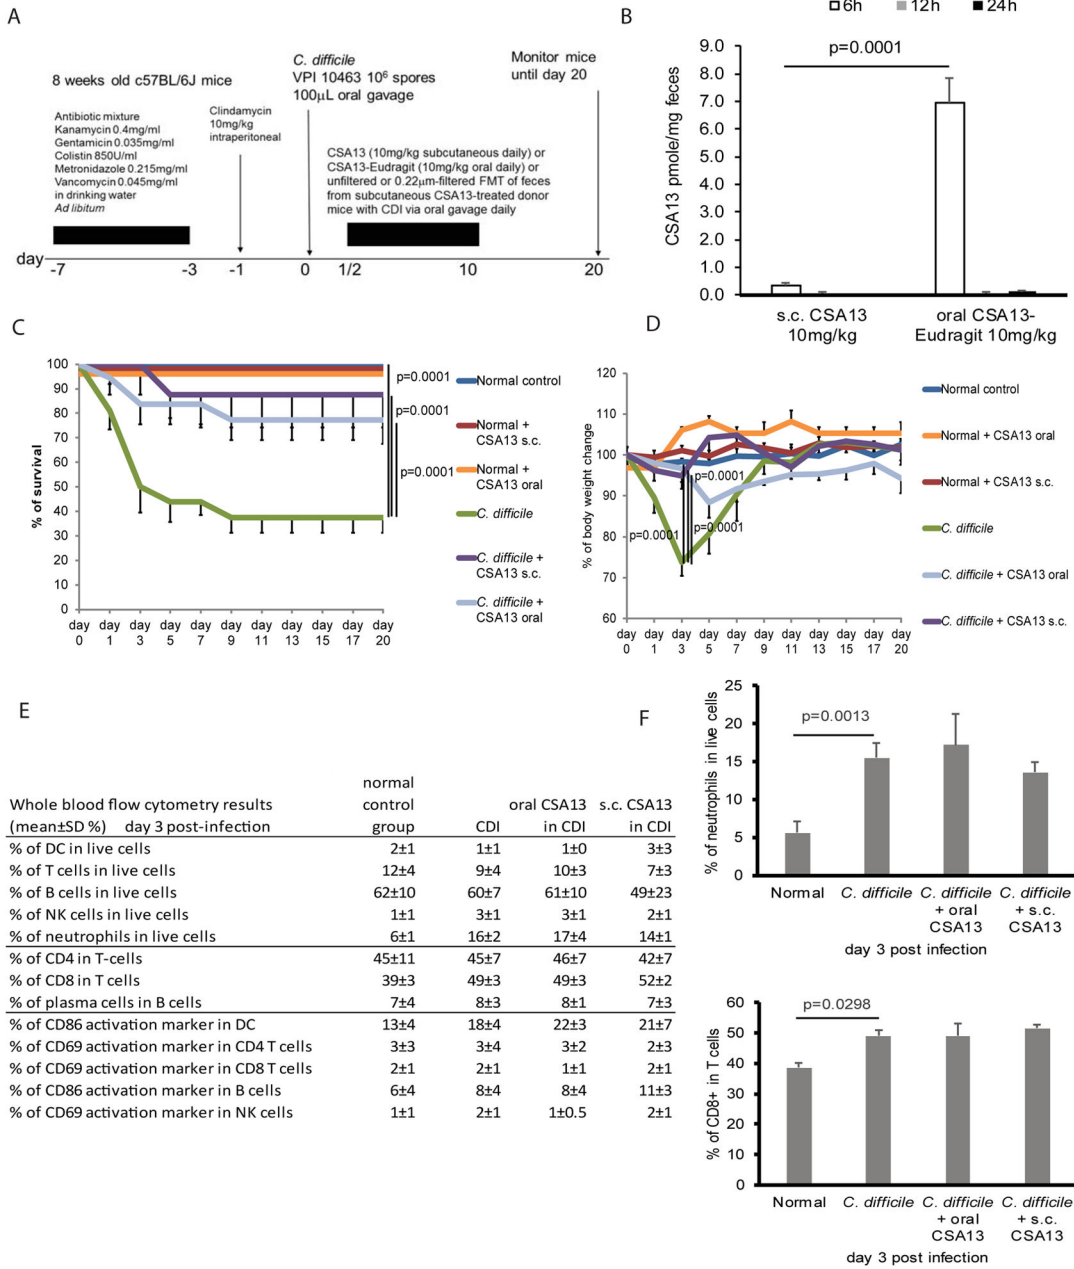 A
8 weeks old c57BL/6J mice
Antibiotic mixture
Kanamycin 0.4mg/ml
Gentamicin 0.035mg/ml
Colistin 850U/ml
Metronidazole 0.215mg/ml
Vancomycin 0.045mg/ml
in drinking water
Ad libitum
Clindamycin
10mg/kg
intraperitoneal
C. difficile
VPI 10463 10⁶ spores
100μL oral gavage
Monitor mice
until day 20
CSA13 (10mg/kg subcutaneous daily) or
CSA13-Eudragit (10mg/kg oral daily) or
unfiltered or 0.22μm-filtered FMT of feces
from subcutaneous CSA13-treated donor
mice with CDI via oral gavage daily
day -7 -3 -1 0 1/2 10 20
B
6h 12h 24h
p=0.0001
CSA13 pmole/mg feces
9.0
8.0
7.0
6.0
5.0
4.0
3.0
2.0
1.0
0.0
s.c. CSA13
10mg/kg
oral CSA13-
Eudragit 10mg/kg
C
% of survival
100
90
80
70
60
50
40
30
20
10
0
day 0 day 1 day 3 day 5 day 7 day 9 day 11 day 13 day 15 day 17 day 20
p=0.0001
p=0.0001
p=0.0001
Normal control
Normal +
CSA13 s.c.
Normal +
CSA13 oral
C. difficile
C. difficile +
CSA13 s.c.
C. difficile +
CSA13 oral
D
% of body weight change
120
110
100
90
80
70
60
day 0 day 1 day 3 day 5 day 7 day 9 day 11 day 13 day 15 day 17 day 20
p=0.0001
p=0.0001
p=0.0001
Normal control
Normal + CSA13 oral
Normal + CSA13 s.c.
C. difficile
C. difficile + CSA13 oral
C. difficile + CSA13 s.c.
E
normal
Whole blood flow cytometry results control oral CSA13 s.c. CSA13
(mean±SD %) day 3 post-infection group CDI in CDI in CDI
% of DC in live cells 2±1 1±1 1±0 3±3
% of T cells in live cells 12±4 9±4 10±3 7±3
% of B cells in live cells 62±10 60±7 61±10 49±23
% of NK cells in live cells 1±1 3±1 3±1 2±1
% of neutrophils in live cells 6±1 16±2 17±4 14±1
% of CD4 in T-cells 45±11 45±7 46±7 42±7
% of CD8 in T cells 39±3 49±3 49±3 52±2
% of plasma cells in B cells 7±4 8±3 8±1 7±3
% of CD86 activation marker in DC 13±4 18±4 22±3 21±7
% of CD69 activation marker in CD4 T cells 3±3 3±4 3±2 2±3
% of CD69 activation marker in CD8 T cells 2±1 2±1 1±1 2±1
% of CD86 activation marker in B cells 6±4 8±4 8±4 11±3
% of CD69 activation marker in NK cells 1±1 2±1 1±0.5 2±1
F
% of neutrophils in live cells
25
20
15
10
5
0
p=0.0013
Normal C. difficile C. difficile C. difficile
+ oral + s.c.
CSA13 CSA13
day 3 post infection
% of CD8+ in T cells
60
50
40
30
20
10
0
p=0.0298
Normal C. difficile C. difficile C. difficile
+ oral + s.c.
CSA13 CSA13
day 3 post infection